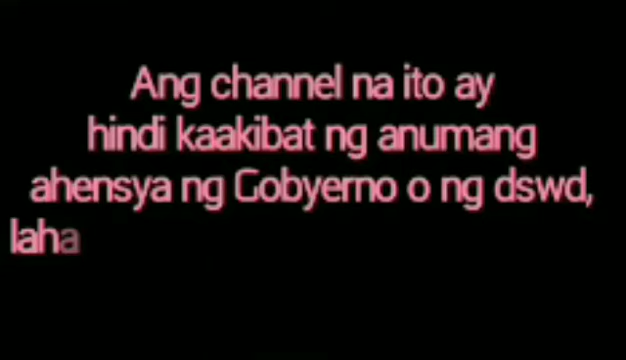 Ang channel na ito ay
hindi kaakibat ng anumang
ahensya ng Gobyerno o ng dswd,
laha